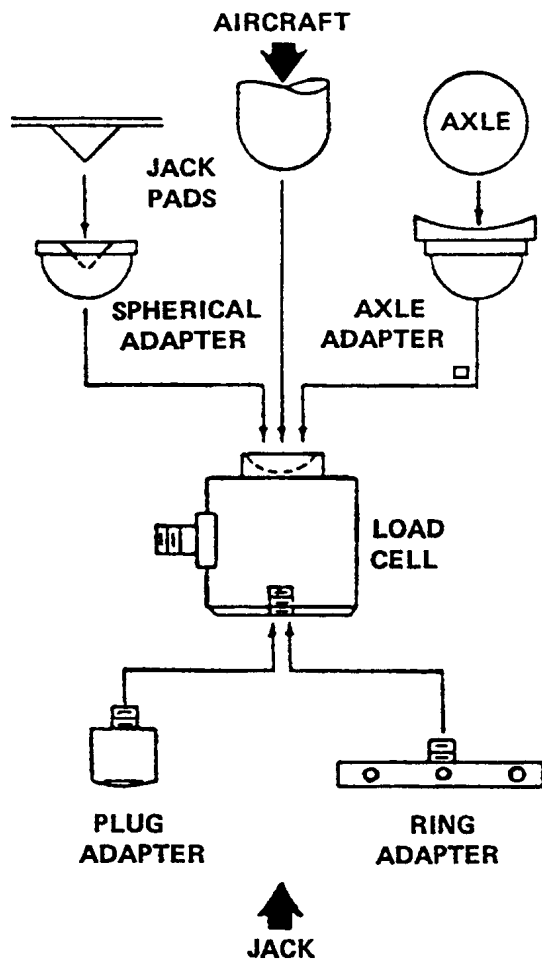 AIRCRAFT
AXLE
JACK
PADS
SPHERICAL
ADAPTER
AXLE
ADAPTER
LOAD
CELL
PLUG
ADAPTER
RING
ADAPTER
JACK